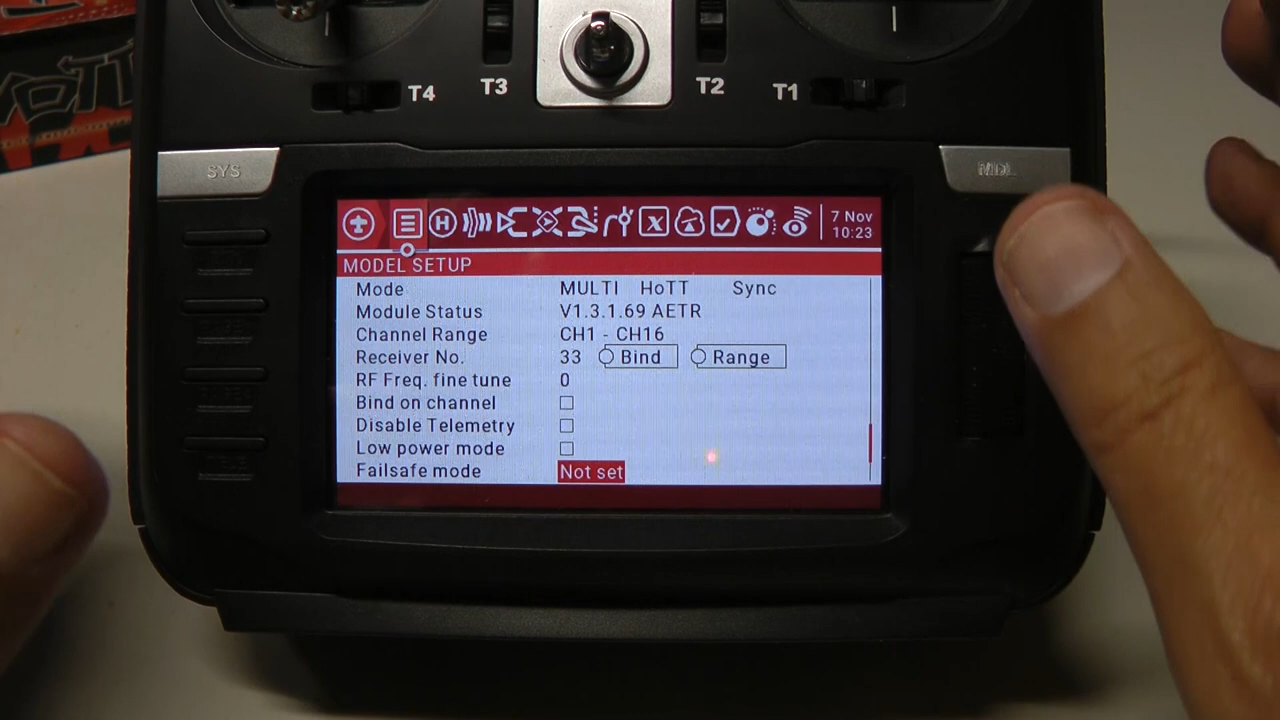 T4 T3 T2 T1
SYS MDL
7 Nov
10:23
MODEL SETUP
Mode MULTI HoTT Sync
Module Status V1.3.1.69 AETR
Channel Range CH1 - CH16
Receiver No. 33 Bind Range
RF Freq. fine tune 0
Bind on channel
Disable Telemetry
Low power mode
Failsafe mode Not set